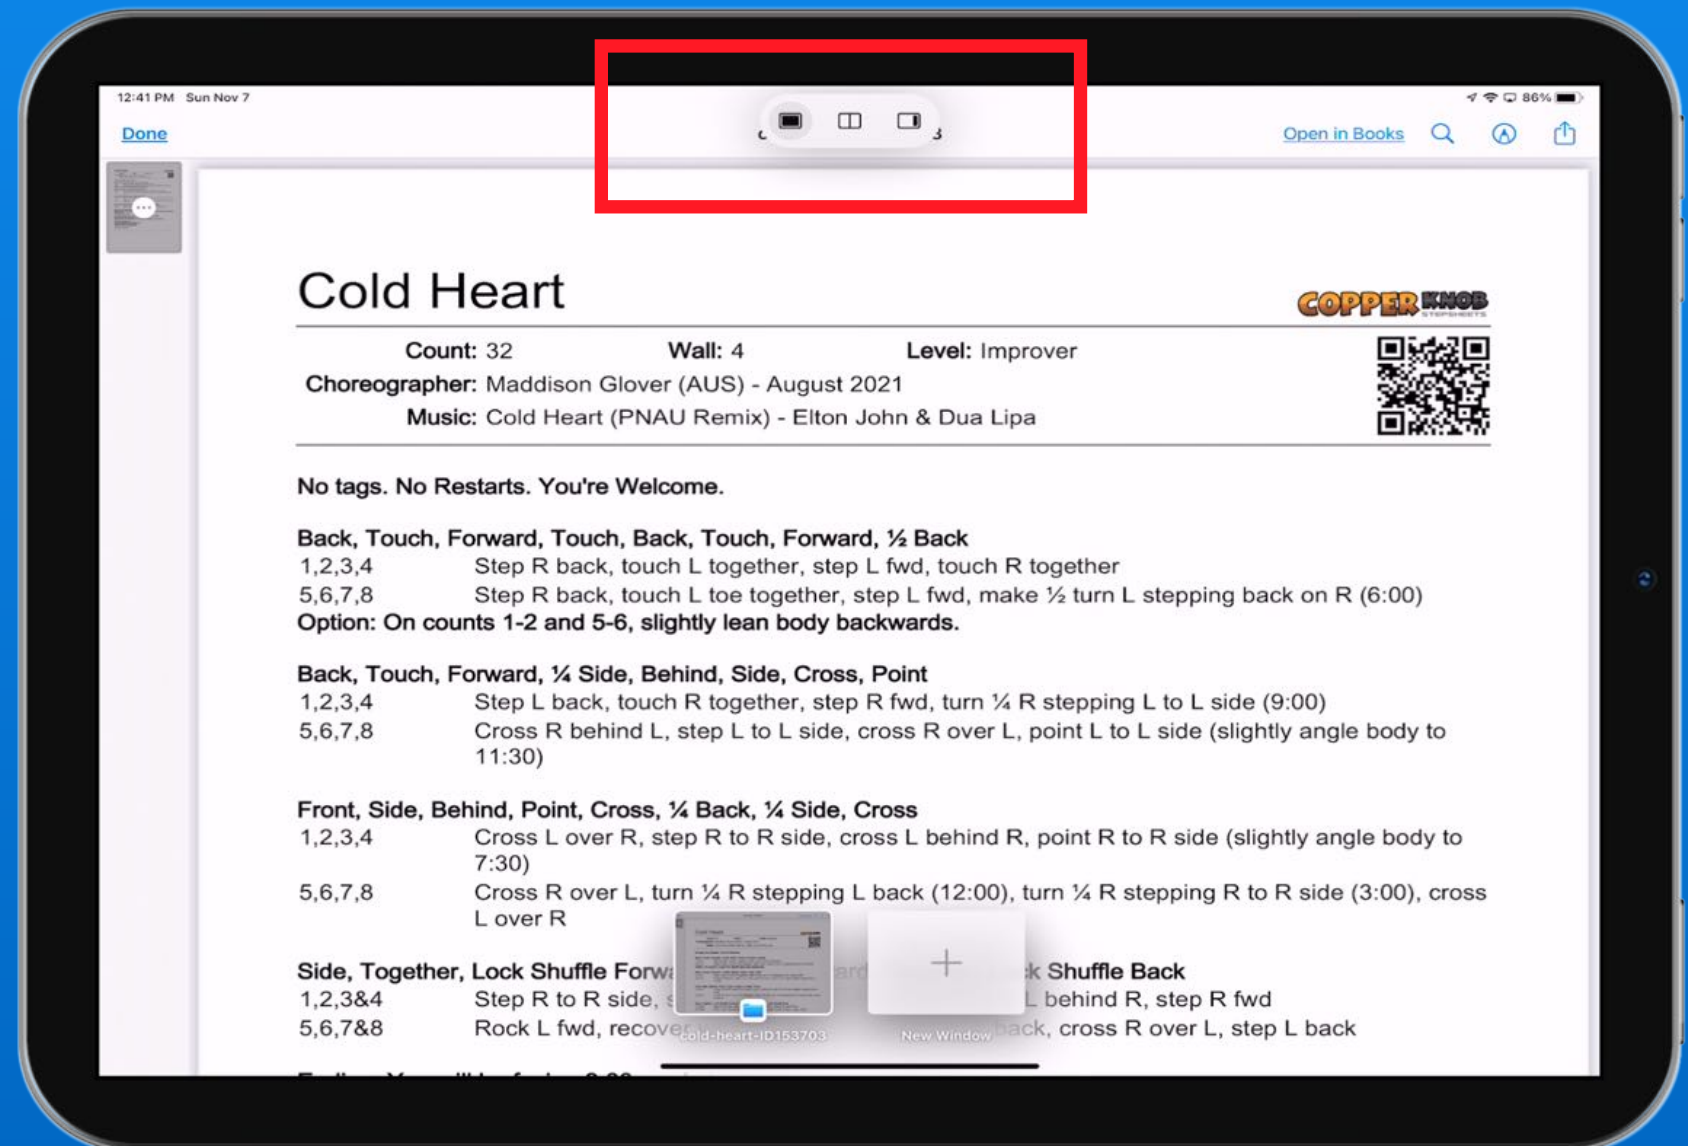 12:41 PM Sun Nov 7
86%
Done
Open in Books
Cold Heart
COPPER KNOB
STEPSHEETS
Count: 32 Wall: 4 Level: Improver
Choreographer: Maddison Glover (AUS) - August 2021
Music: Cold Heart (PNAU Remix) - Elton John & Dua Lipa
No tags. No Restarts. You're Welcome.
Back, Touch, Forward, Touch, Back, Touch, Forward, ½ Back
1,2,3,4 Step R back, touch L together, step L fwd, touch R together
5,6,7,8 Step R back, touch L toe together, step L fwd, make ½ turn L stepping back on R (6:00)
Option: On counts 1-2 and 5-6, slightly lean body backwards.
Back, Touch, Forward, ¼ Side, Behind, Side, Cross, Point
1,2,3,4 Step L back, touch R together, step R fwd, turn ¼ R stepping L to L side (9:00)
5,6,7,8 Cross R behind L, step L to L side, cross R over L, point L to L side (slightly angle body to
11:30)
Front, Side, Behind, Point, Cross, ¼ Back, ¼ Side, Cross
1,2,3,4 Cross L over R, step R to R side, cross L behind R, point R to R side (slightly angle body to
7:30)
5,6,7,8 Cross R over L, turn ¼ R stepping L back (12:00), turn ¼ R stepping R to R side (3:00), cross
L over R
Side, Together, Lock Shuffle Shuffle Back
1,2,3&4 Step R to R side, L behind R, step R fwd
5,6,7&8 Rock L fwd, recover back, cross R over L, step L back
cold-heart-ID153703
New Window